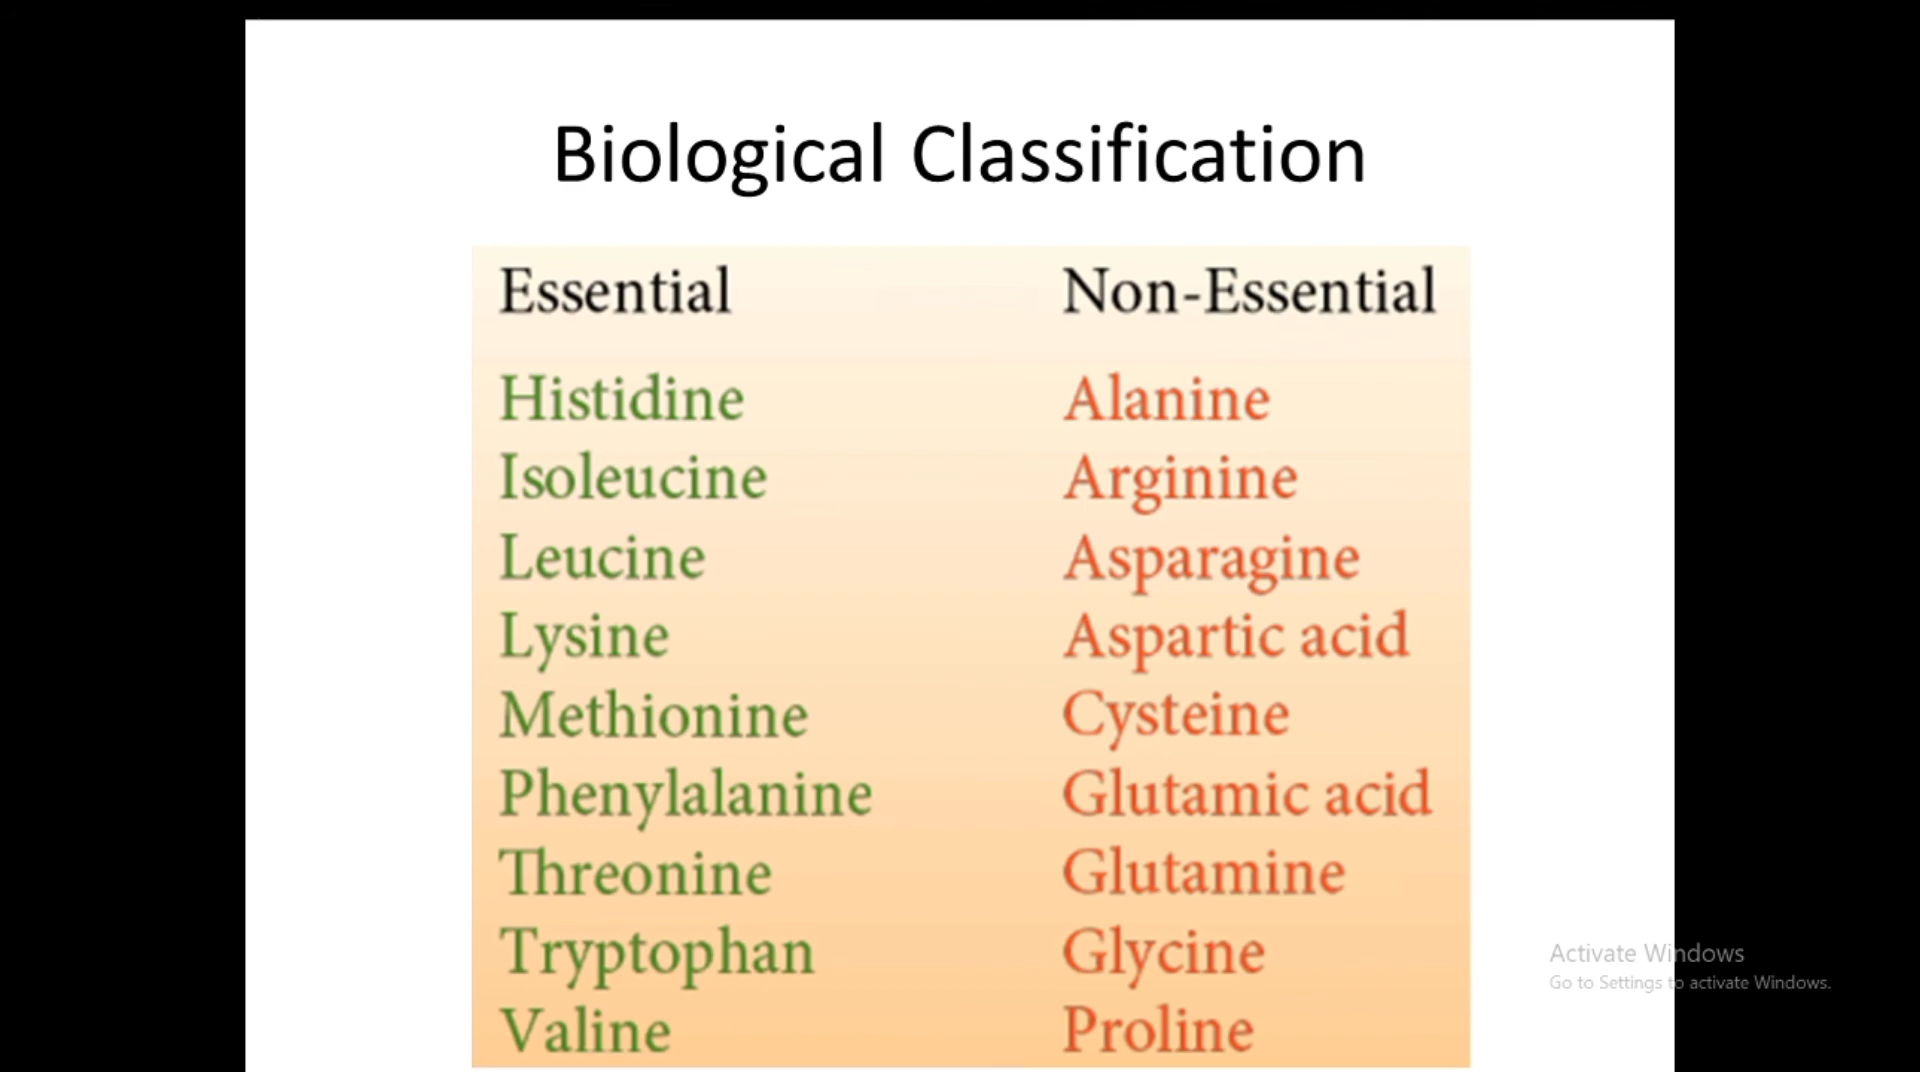 Biological Classification
Essential Non-Essential
Histidine Alanine
Isoleucine Arginine
Leucine Asparagine
Lysine Aspartic acid
Methionine Cysteine
Phenylalanine Glutamic acid
Threonine Glutamine
Tryptophan Glycine
Valine Proline
Activate Windows
Go to Settings to activate Windows.